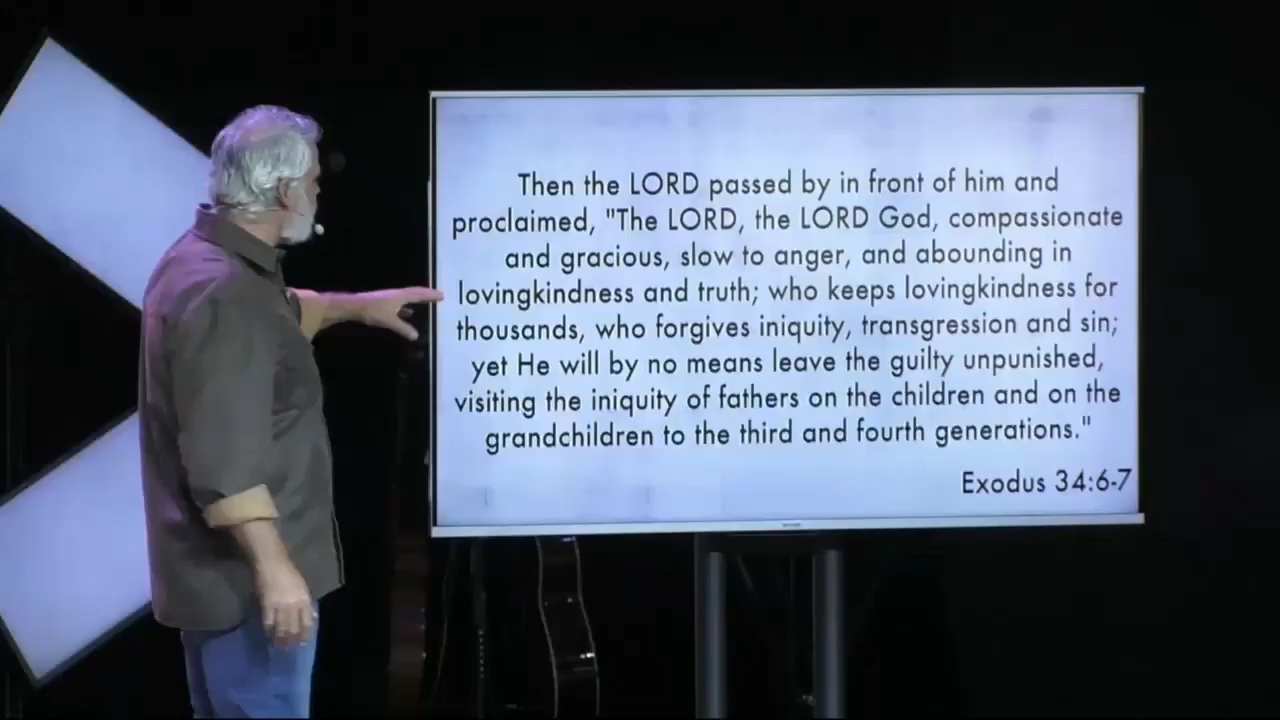 Then the LORD passed by in front of him and
proclaimed, "The LORD, the LORD God, compassionate
and gracious, slow to anger, and abounding in
lovingkindness and truth; who keeps lovingkindness for
thousands, who forgives iniquity, transgression and sin;
yet He will by no means leave the guilty unpunished,
visiting the iniquity of fathers on the children and on the
grandchildren to the third and fourth generations."
Exodus 34:6-7